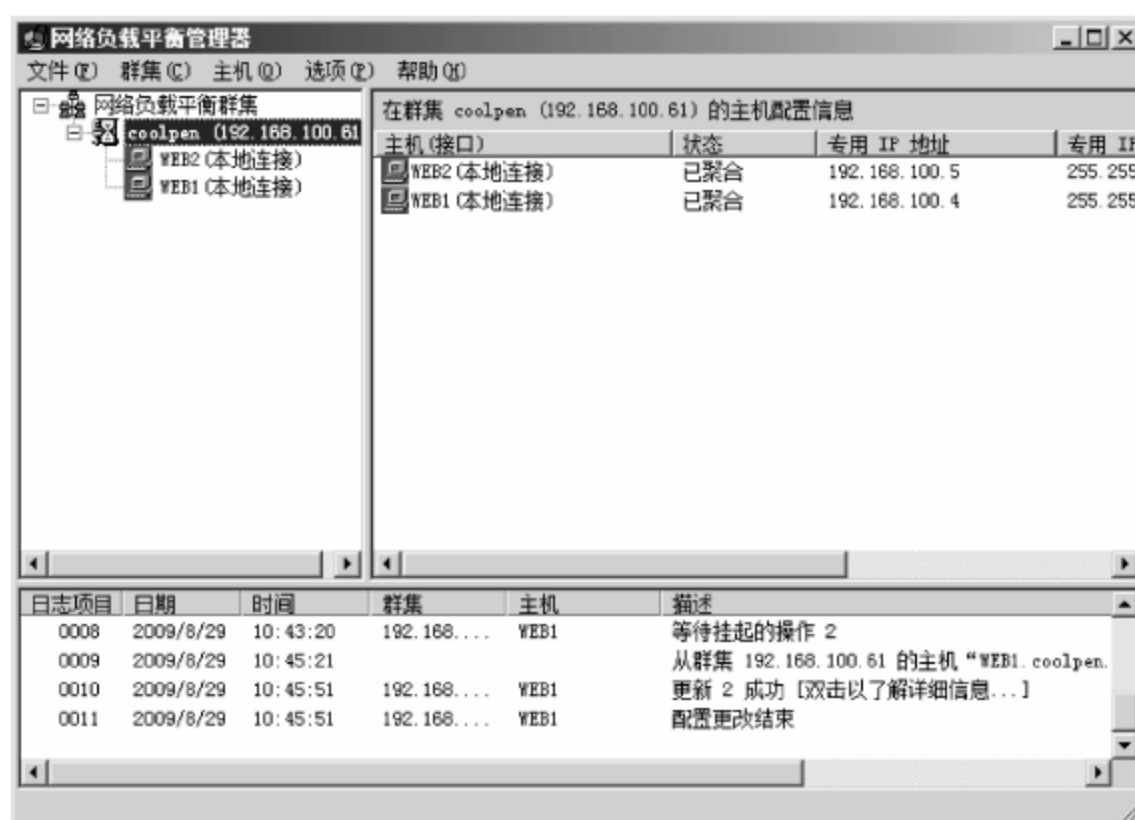 网络负载平衡管理器
文件(F) 群集(C) 主机(O) 选项(P) 帮助(H)
网络负载平衡群集
coolpen (192.168.100.61
WEB2(本地连接)
WEB1(本地连接)
在群集 coolpen (192.168.100.61) 的主机配置信息
主机(接口) 状态 专用 IP 地址 专用 IP
WEB2(本地连接) 已聚合 192.168.100.5 255.255
WEB1(本地连接) 已聚合 192.168.100.4 255.255
日志项目 日期 时间 群集 主机 描述
0008 2009/8/29 10:43:20 192.168.... WEB1 等待挂起的操作 2
0009 2009/8/29 10:45:21 从群集 192.168.100.61 的主机“WEB1.coolpen.
0010 2009/8/29 10:45:51 192.168.... WEB1 更新 2 成功 [双击以了解详细信息...]
0011 2009/8/29 10:45:51 192.168.... WEB1 配置更改结束